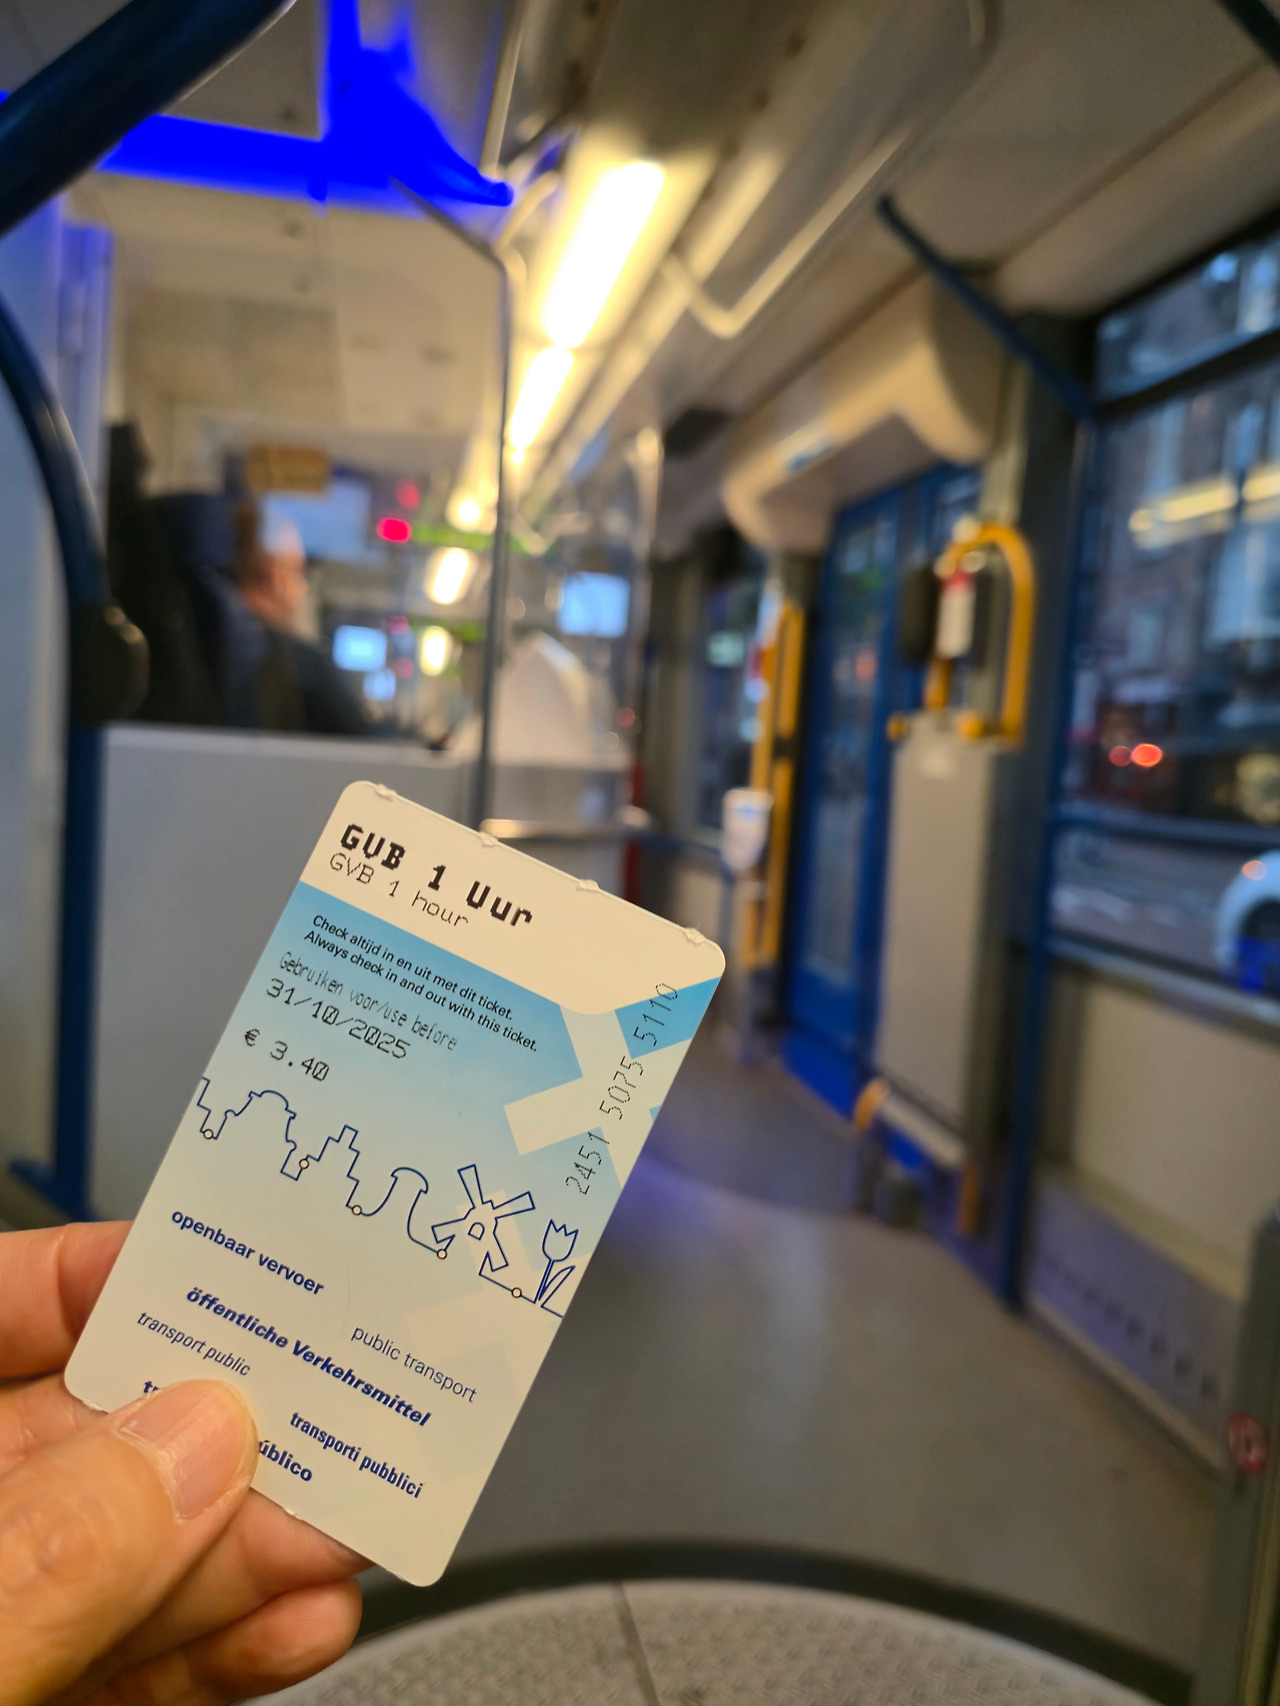 GVB 1 Uur
GVB 1 hour
Check altijd in en uit met dit ticket.
Always check in and out with this ticket.
Gebruiken voor/use before
31/10/2025
€ 3.40
2451 5075 5110
openbaar vervoer
public transport
öffentliche Verkehrsmittel
transport public
transporti pubblici